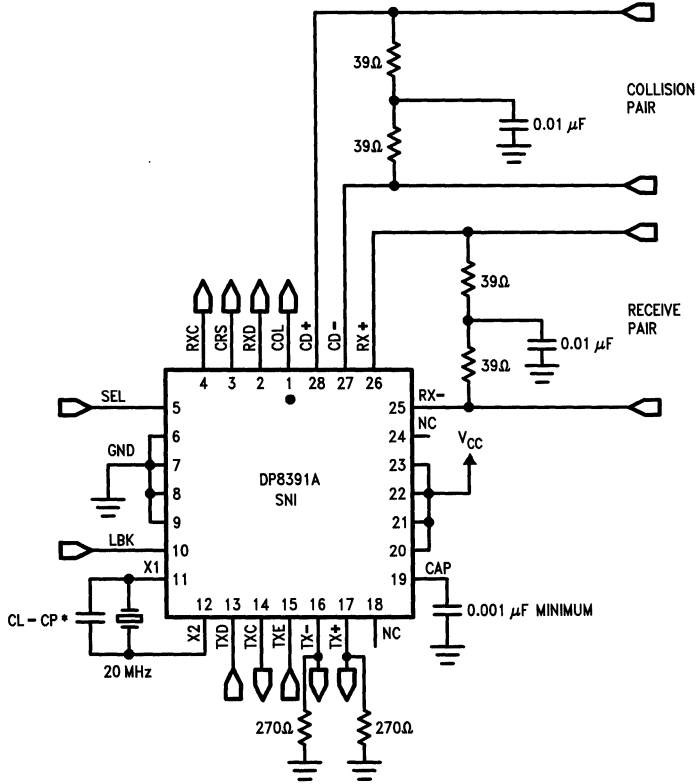 39Ω
COLLISION
PAIR
0.01 μF
39Ω
39Ω
RECEIVE
PAIR
0.01 μF
39Ω
RXC
CRS
RXD
COL
CD+
CD-
RX+
4
3
2
1
28
27
26
SEL
5
25
RX-
NC
6
24
VCC
GND
7
23
DP8391A
SNI
8
22
9
21
LBK
10
20
X1
11
19
CAP
CL-CP*
0.001 μF MINIMUM
12
13
14
15
16
17
18
X2
TXD
TXC
TXE
TX-
TX+
NC
20 MHz
270Ω
270Ω